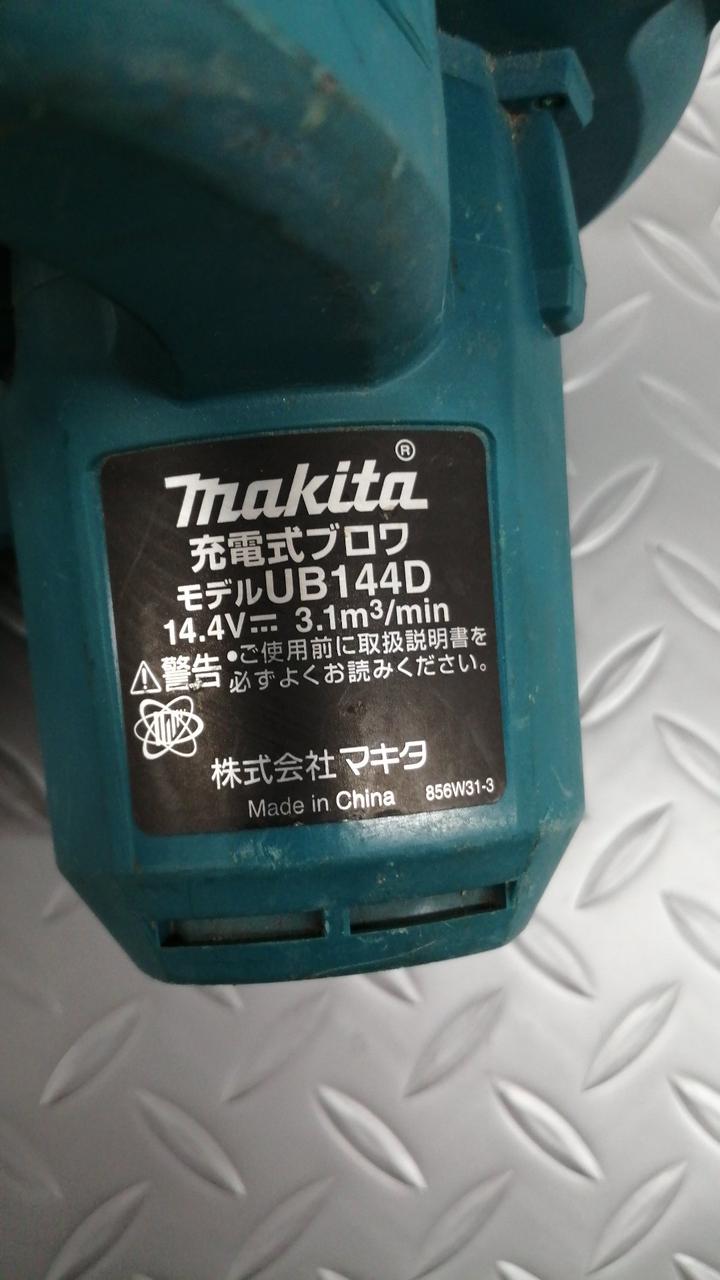 makita®
充電式ブロワ
モデルUB144D
14.4V⎓ 3.1m³/min
⚠警告 •ご使用前に取扱説明書を
必ずよくお読みください。
株式会社マキタ
Made in China 856W31-3